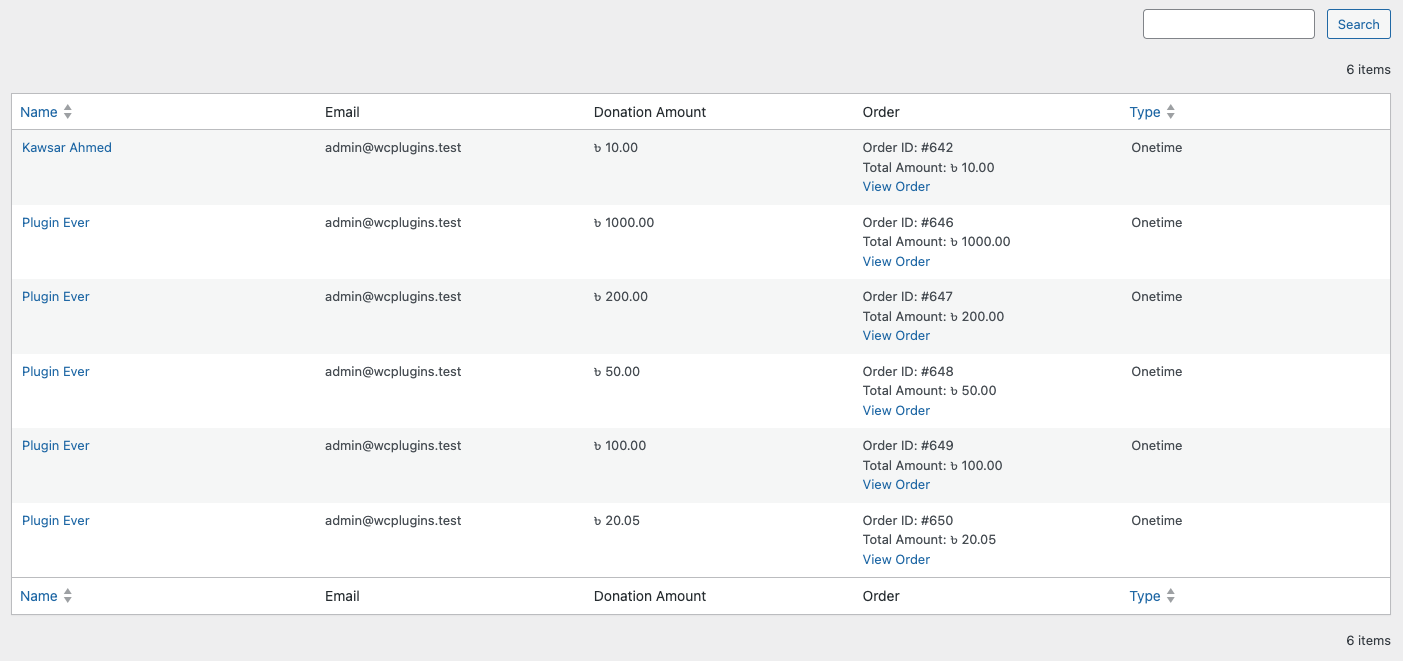 Search
6 items
Name Email Donation Amount Order Type
Kawsar Ahmed admin@wcplugins.test ৳ 10.00 Order ID: #642 Onetime
Total Amount: ৳ 10.00
View Order
Plugin Ever admin@wcplugins.test ৳ 1000.00 Order ID: #646 Onetime
Total Amount: ৳ 1000.00
View Order
Plugin Ever admin@wcplugins.test ৳ 200.00 Order ID: #647 Onetime
Total Amount: ৳ 200.00
View Order
Plugin Ever admin@wcplugins.test ৳ 50.00 Order ID: #648 Onetime
Total Amount: ৳ 50.00
View Order
Plugin Ever admin@wcplugins.test ৳ 100.00 Order ID: #649 Onetime
Total Amount: ৳ 100.00
View Order
Plugin Ever admin@wcplugins.test ৳ 20.05 Order ID: #650 Onetime
Total Amount: ৳ 20.05
View Order
Name Email Donation Amount Order Type
6 items